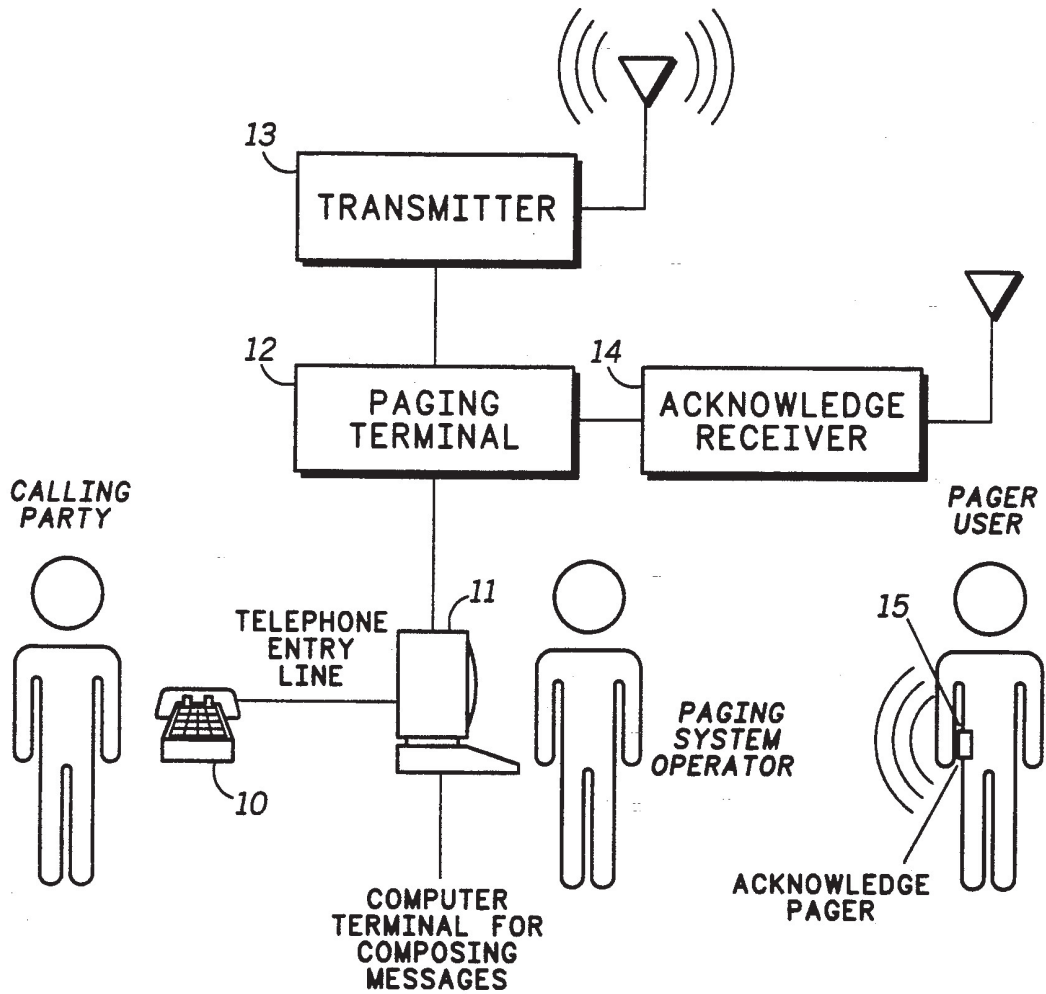 13
TRANSMITTER
12
PAGING
TERMINAL
14
ACKNOWLEDGE
RECEIVER
CALLING
PARTY
PAGER
USER
TELEPHONE
ENTRY
LINE
11
15
10
PAGING
SYSTEM
OPERATOR
COMPUTER
TERMINAL FOR
COMPOSING
MESSAGES
ACKNOWLEDGE
PAGER